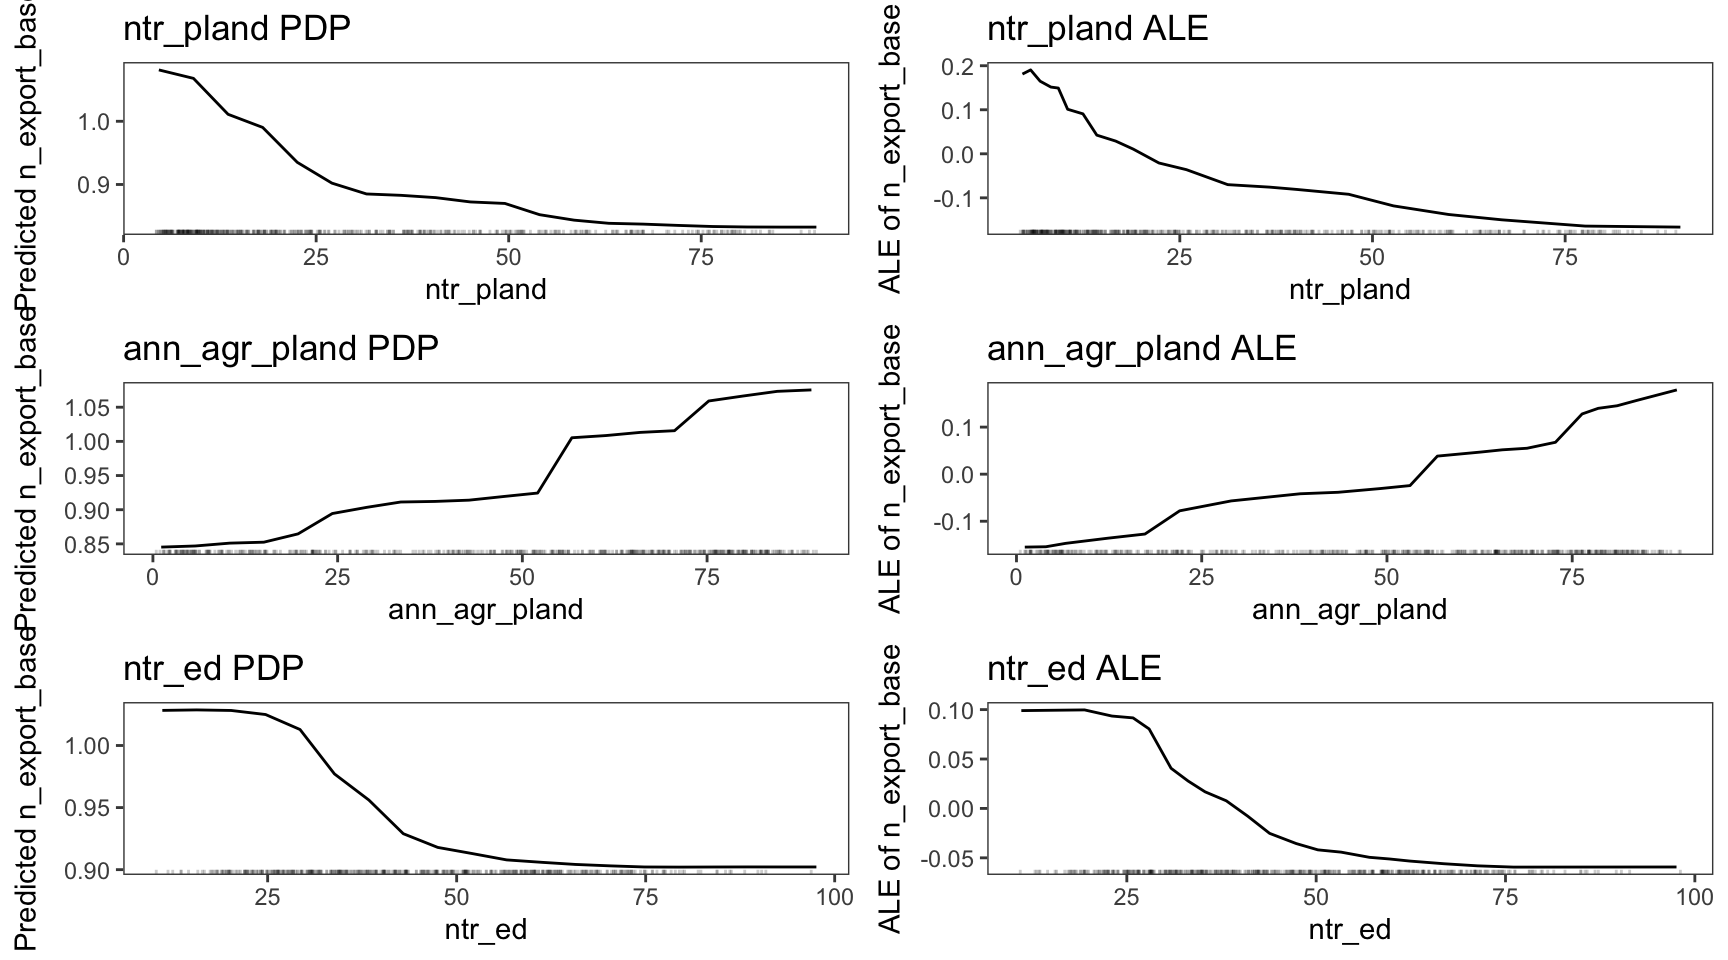 ntr_pland PDP
Predicted n_export_base
1.0
0.9
0
25
50
75
ntr_pland
ntr_pland ALE
ALE of n_export_base
0.2
0.1
0.0
-0.1
25
50
75
ntr_pland
ann_agr_pland PDP
Predicted n_export_base
1.05
1.00
0.95
0.90
0.85
0
25
50
75
ann_agr_pland
ann_agr_pland ALE
ALE of n_export_base
0.1
0.0
-0.1
0
25
50
75
ann_agr_pland
ntr_ed PDP
Predicted n_export_base
1.00
0.95
0.90
25
50
75
100
ntr_ed
ntr_ed ALE
ALE of n_export_base
0.10
0.05
0.00
-0.05
25
50
75
100
ntr_ed